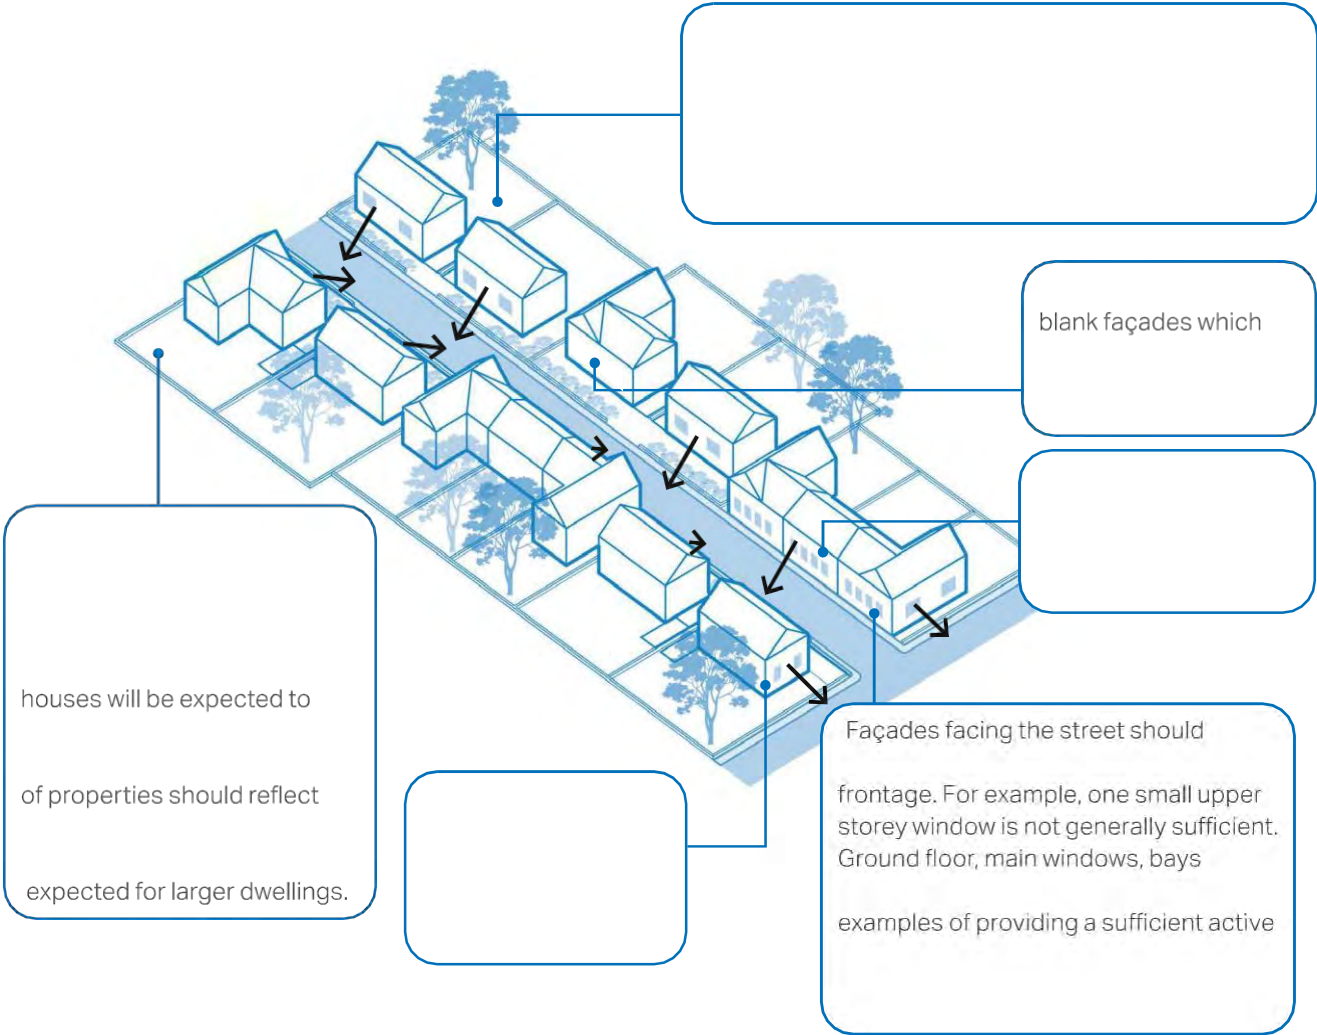 blank façades which
houses will be expected to
of properties should reflect
expected for larger dwellings.
Façades facing the street should
frontage. For example, one small upper
storey window is not generally sufficient.
Ground floor, main windows, bays
examples of providing a sufficient active